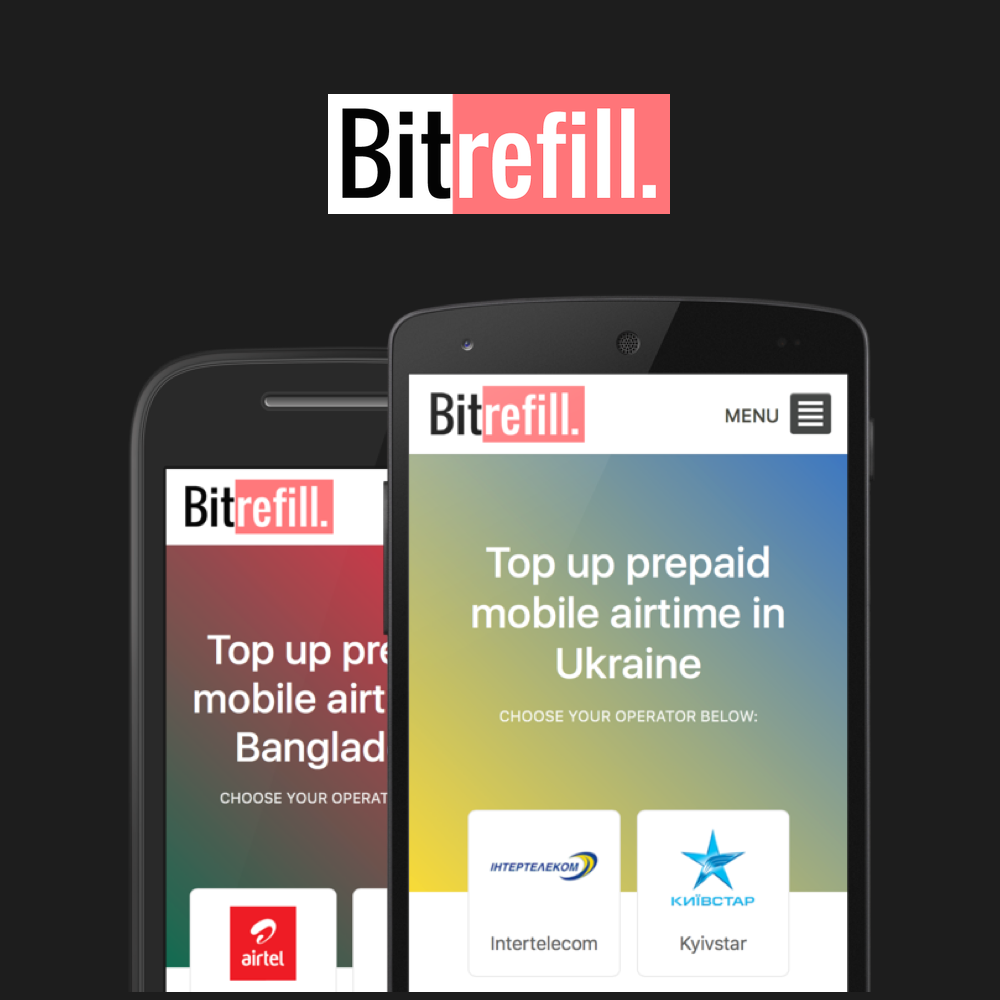 Bitrefill.
Bitrefill.
MENU
Top up prepaid
mobile airtime in
Ukraine
CHOOSE YOUR OPERATOR BELOW:
ІНТЕРТЕЛЕКОМ
Intertelecom
КИЇВСТАР
Kyivstar
Bitrefill.
Top up pre
mobile airt
Banglad
CHOOSE YOUR OPERAT
airtel